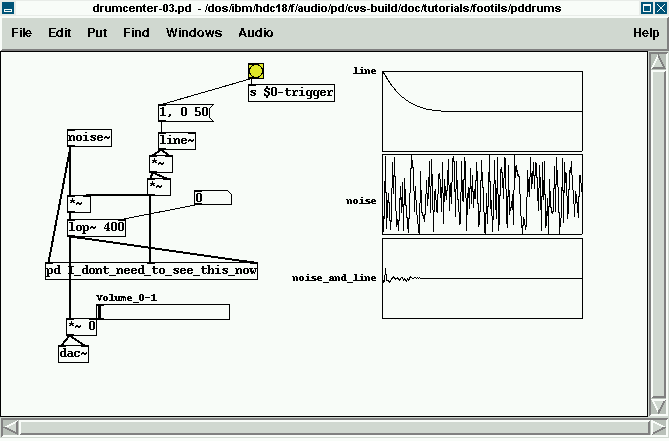 drumcenter-03.pd - /dos/ibm/hdc18/f/audio/pd/cvs-build/doc/tutorials/footils/pddrums
File Edit Put Find Windows Audio Help
line
s $0-trigger
1, 0 50
noise~
line~
*~
*~
*~
0
noise
lop~ 400
pd I_dont_need_to_see_this_now
noise_and_line
Volume_0-1
*~ 0
dac~